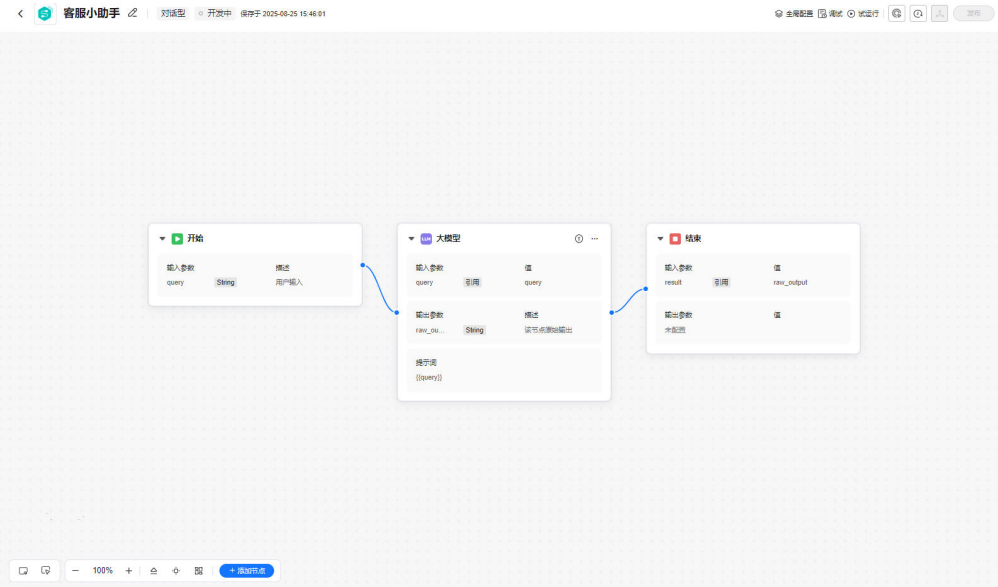 客服小助手 对话型 开发中 保存于 2025-08-25 15:46:01 全局配置 调试 试运行 发布
开始
输入参数 描述
query String 用户输入
LLM 大模型
输入参数 值
query 引用 query
输出参数 描述
raw_ou... String 该节点原始输出
提示词
{{query}}
结束
输入参数 值
result 引用 raw_output
输出参数 值
未配置
100% + 添加节点